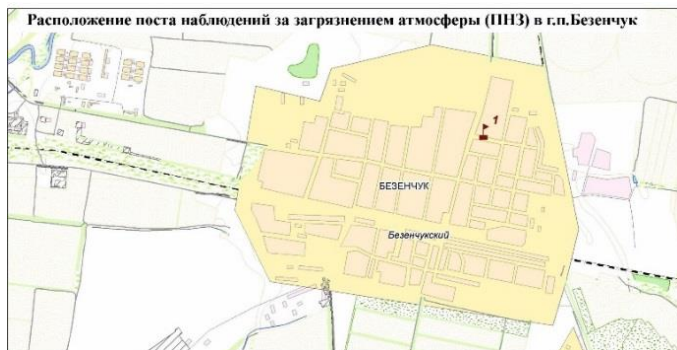 Расположение поста наблюдений за загрязнением атмосферы (ПНЗ) в г.п.Безенчук
1
БЕЗЕНЧУК
Безенчукский